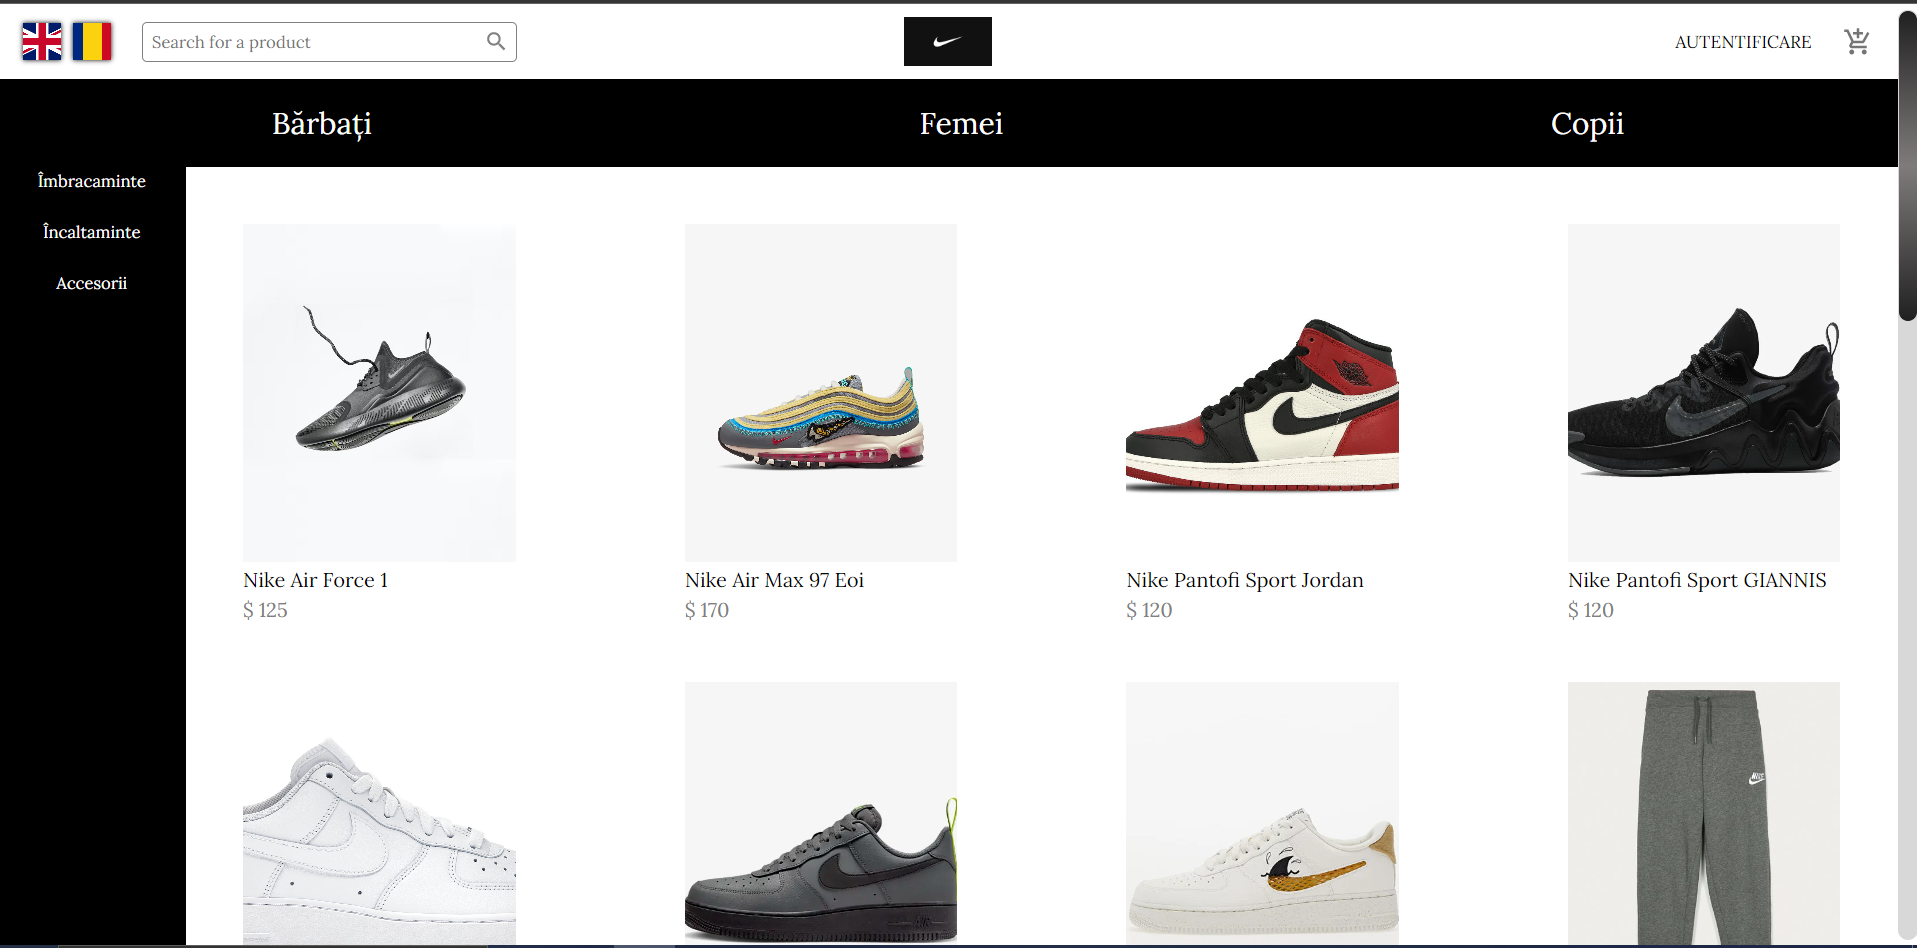 Search for a product
AUTENTIFICARE
Bărbați
Femei
Copii
Îmbracaminte
Încaltaminte
Accesorii
Nike Air Force 1
$ 125
Nike Air Max 97 Eoi
$ 170
Nike Pantofi Sport Jordan
$ 120
Nike Pantofi Sport GIANNIS
$ 120
NIKE